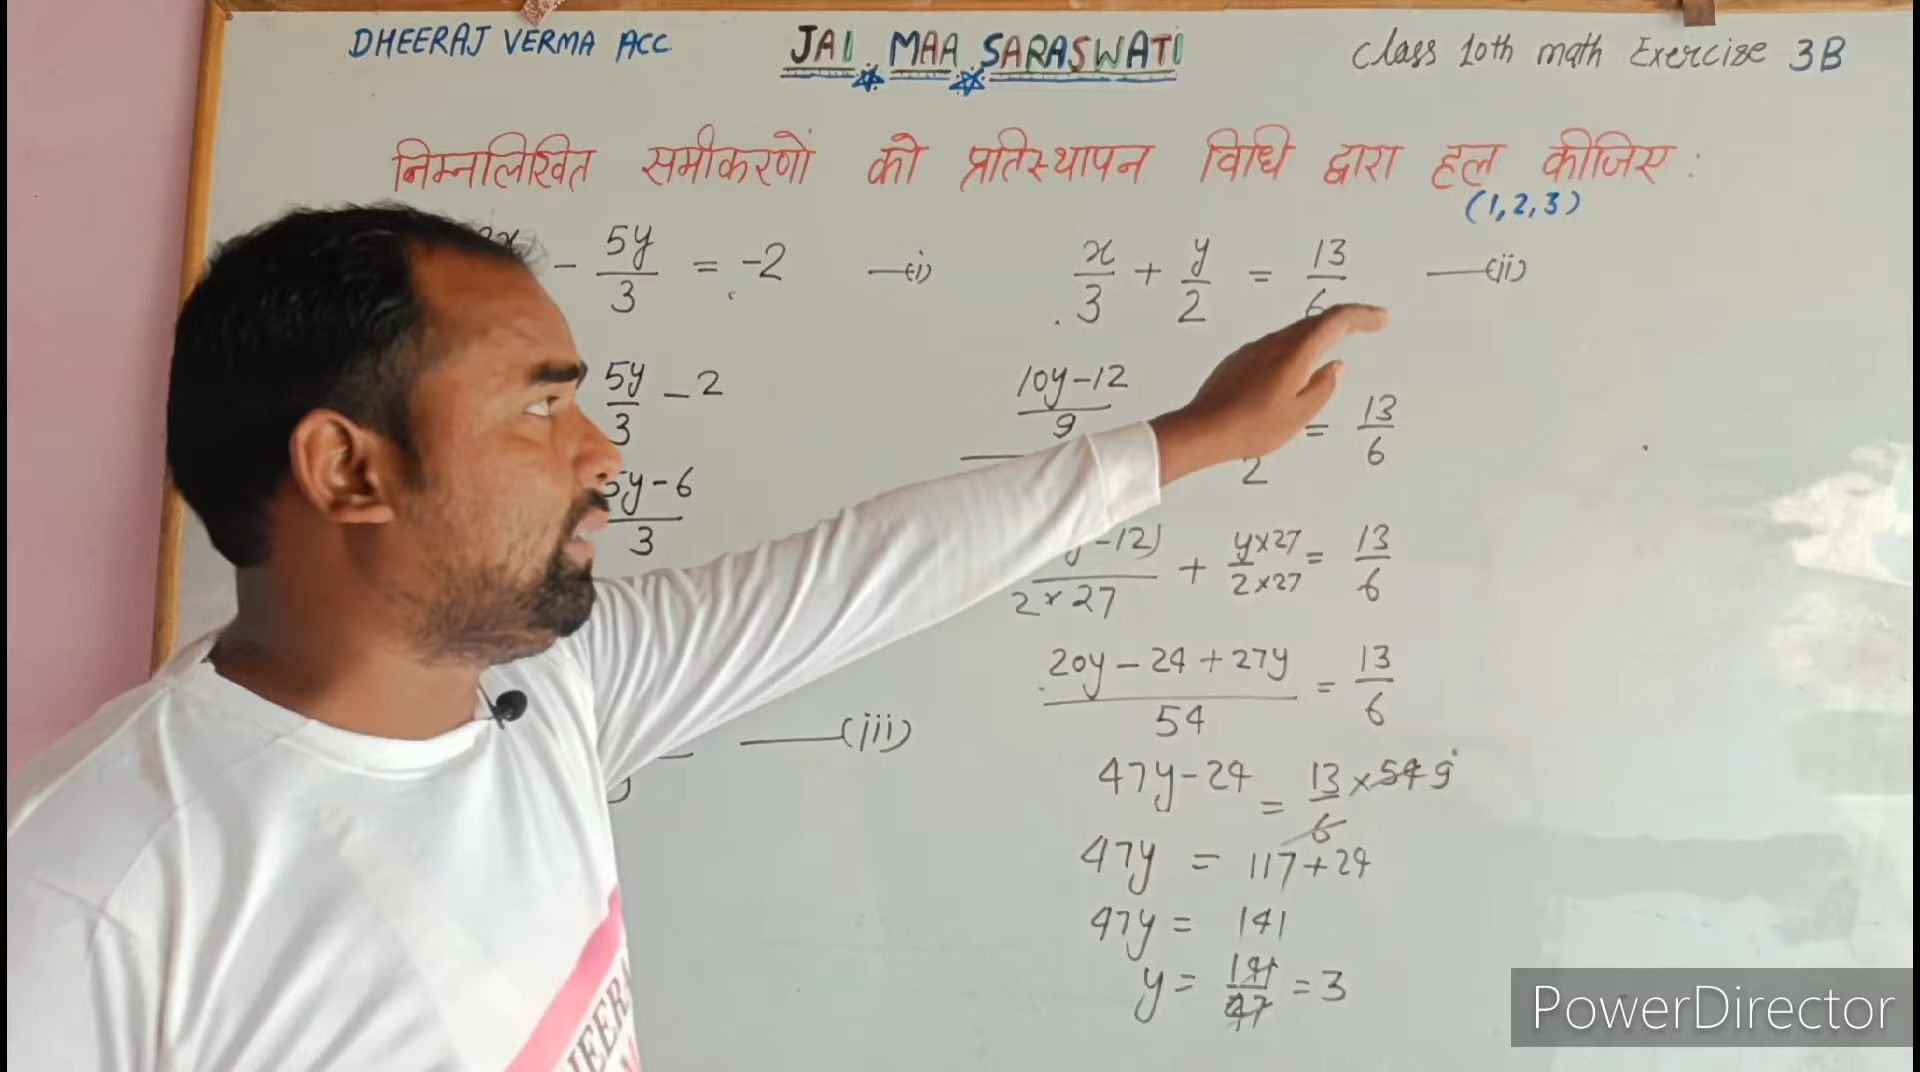 DHEERAJ VERMA ACC JAI MAA SARASWATI Class 10th math Exercise 3B
निम्नलिखित समीकरणों को प्रतिस्थापन विधि द्वारा हल कीजिए :
(1,2,3)
- 5y/3 = -2 —(i)
x/3 + y/2 = 13/6 —(ii)
5y/3 - 2
5y-6/3
—(iii)
10y-12/9
2 = 13/6
-12)/2×27 + y×27/2×27 = 13/6
20y - 24 + 27y/54 = 13/6
47y-24 = 13/6 × 54 9
47y = 117+24
47y = 141
y = 141/47 = 3
PowerDirector